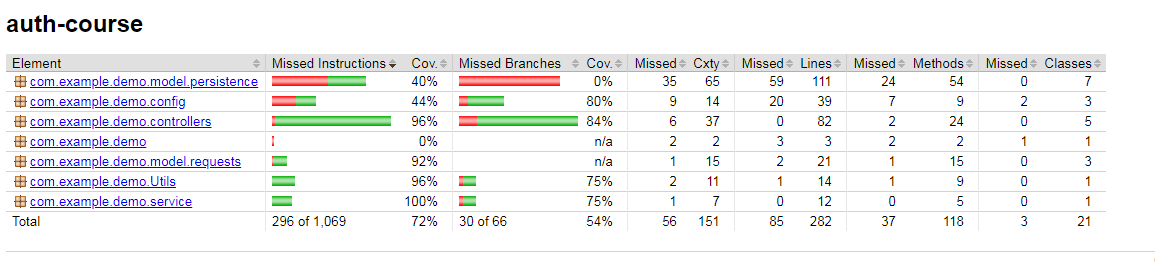 auth-course
Element Missed Instructions Cov. Missed Branches Cov. Missed Cxty Missed Lines Missed Methods Missed Classes
com.example.demo.model.persistence 40% 0% 35 65 59 111 24 54 0 7
com.example.demo.config 44% 80% 9 14 20 39 7 9 2 3
com.example.demo.controllers 96% 84% 6 37 0 82 2 24 0 5
com.example.demo 0% n/a 2 2 3 3 2 2 1 1
com.example.demo.model.requests 92% n/a 1 15 2 21 1 15 0 3
com.example.demo.Utils 96% 75% 2 11 1 14 1 9 0 1
com.example.demo.service 100% 75% 1 7 0 12 0 5 0 1
Total 296 of 1,069 72% 30 of 66 54% 56 151 85 282 37 118 3 21